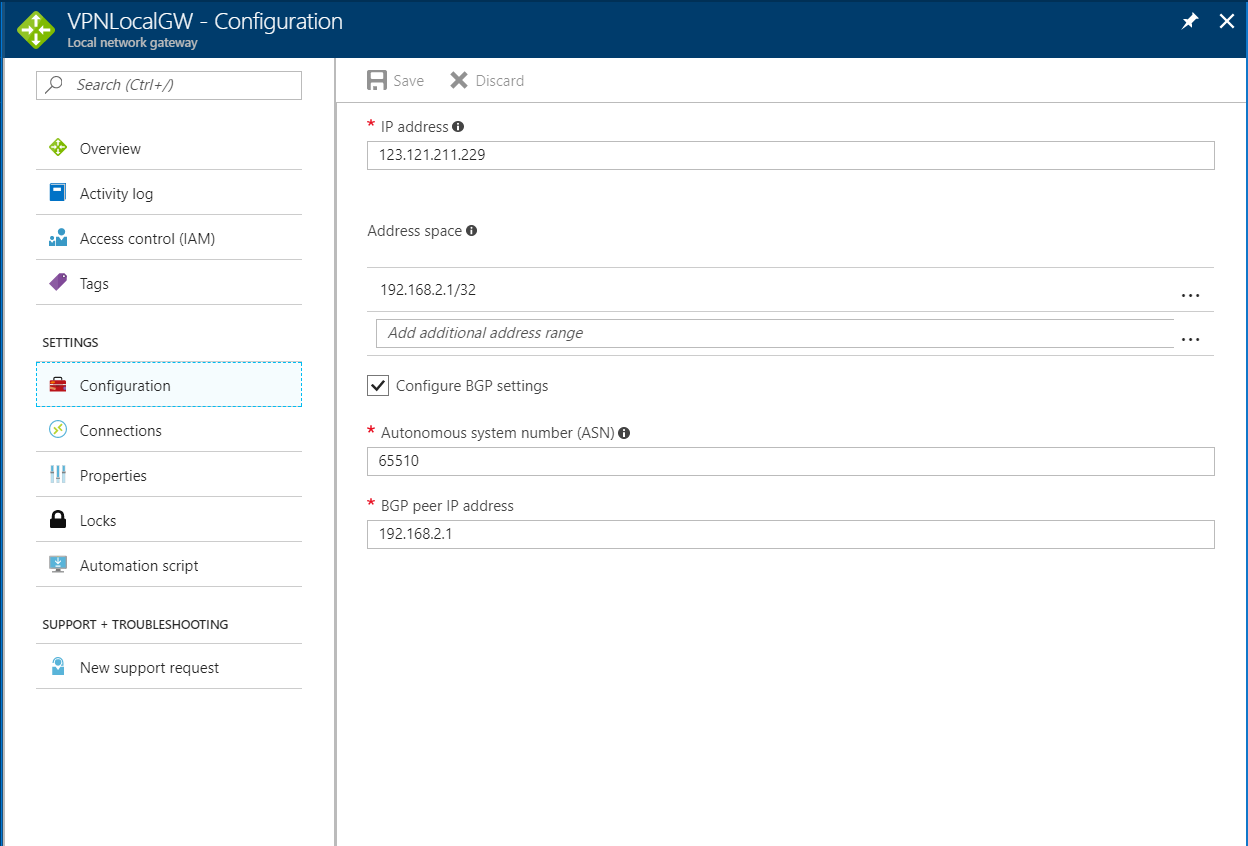 VPNLocalGW - Configuration
Local network gateway
Search (Ctrl+/)
Overview
Activity log
Access control (IAM)
Tags
SETTINGS
Configuration
Connections
Properties
Locks
Automation script
SUPPORT + TROUBLESHOOTING
New support request
Save Discard
* IP address
123.121.211.229
Address space
192.168.2.1/32 ...
Add additional address range ...
Configure BGP settings
* Autonomous system number (ASN)
65510
* BGP peer IP address
192.168.2.1